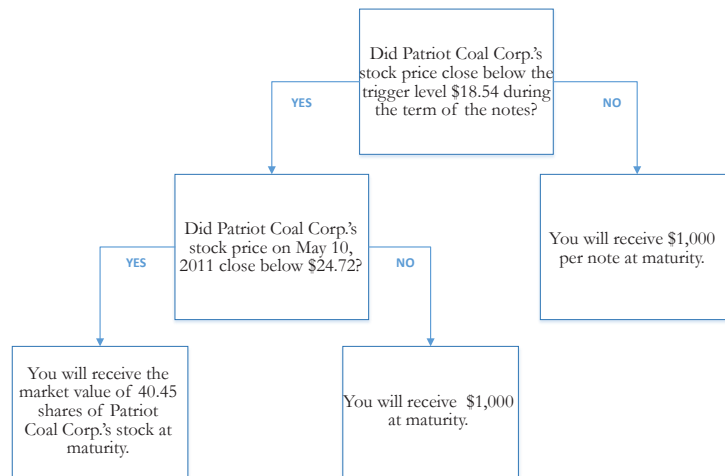 Did Patriot Coal Corp.'s
stock price close below the
trigger level $18.54 during
the term of the notes?
YES
NO
Did Patriot Coal Corp.'s
stock price on May 10,
2011 close below $24.72?
You will receive $1,000
per note at maturity.
YES
NO
You will receive the
market value of 40.45
shares of Patriot
Coal Corp.'s stock at
maturity.
You will receive $1,000
at maturity.